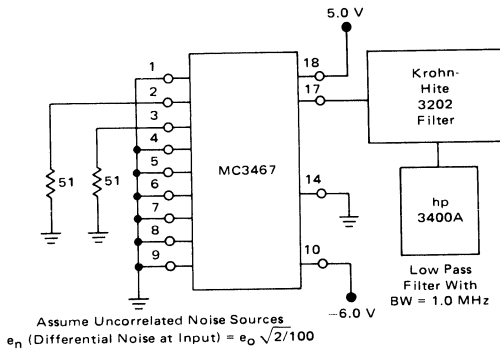 5.0 V
1
2
3
4
5
6
7
8
9
18
17
14
10
MC3467
51
51
Krohn-
Hite
3202
Filter
hp
3400A
Low Pass
Filter With
BW = 1.0 MHz
−6.0 V
Assume Uncorrelated Noise Sources
en (Differential Noise at Input) = eo √2/100